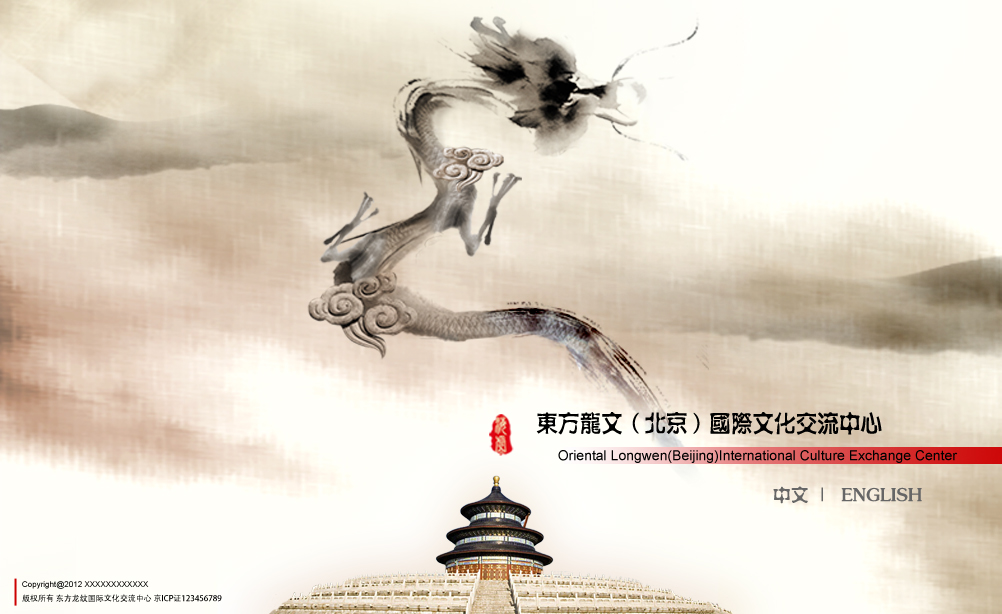 東方龍文（北京）國際文化交流中心
Oriental Longwen(Beijing)International Culture Exchange Center
中文 | ENGLISH
Copyright@2012 XXXXXXXXXXXX
版权所有 东方龙纹国际文化交流中心 京ICP证123456789